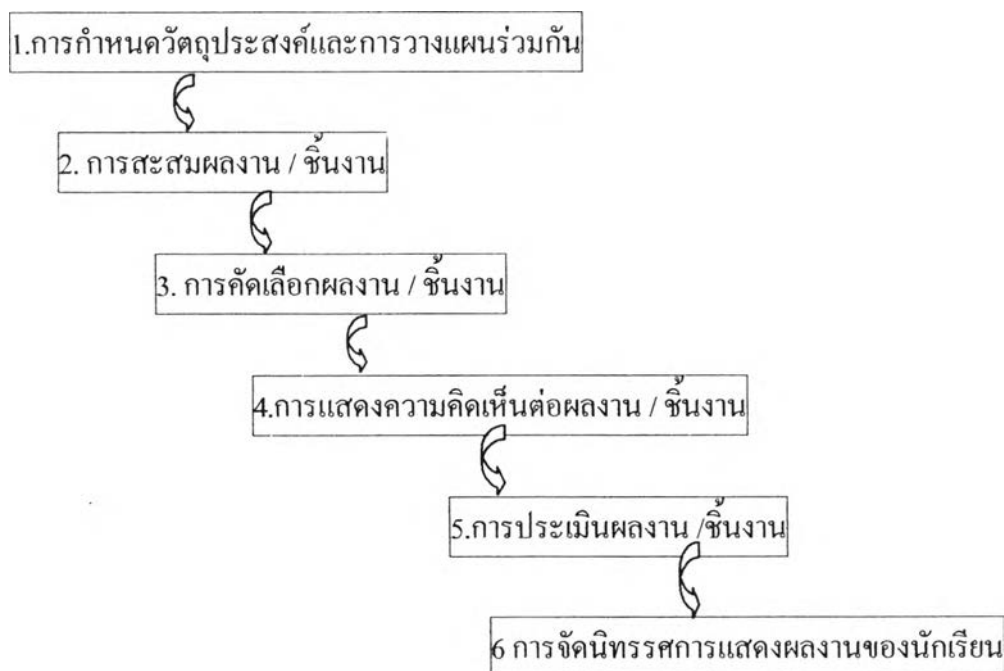 1.การกำหนดวัตถุประสงค์และการวางแผนร่วมกัน
2. การสะสมผลงาน / ชิ้นงาน
3. การคัดเลือกผลงาน / ชิ้นงาน
4.การแสดงความคิดเห็นต่อผลงาน / ชิ้นงาน
5.การประเมินผลงาน /ชิ้นงาน
6 การจัดนิทรรศการแสดงผลงานของนักเรียน